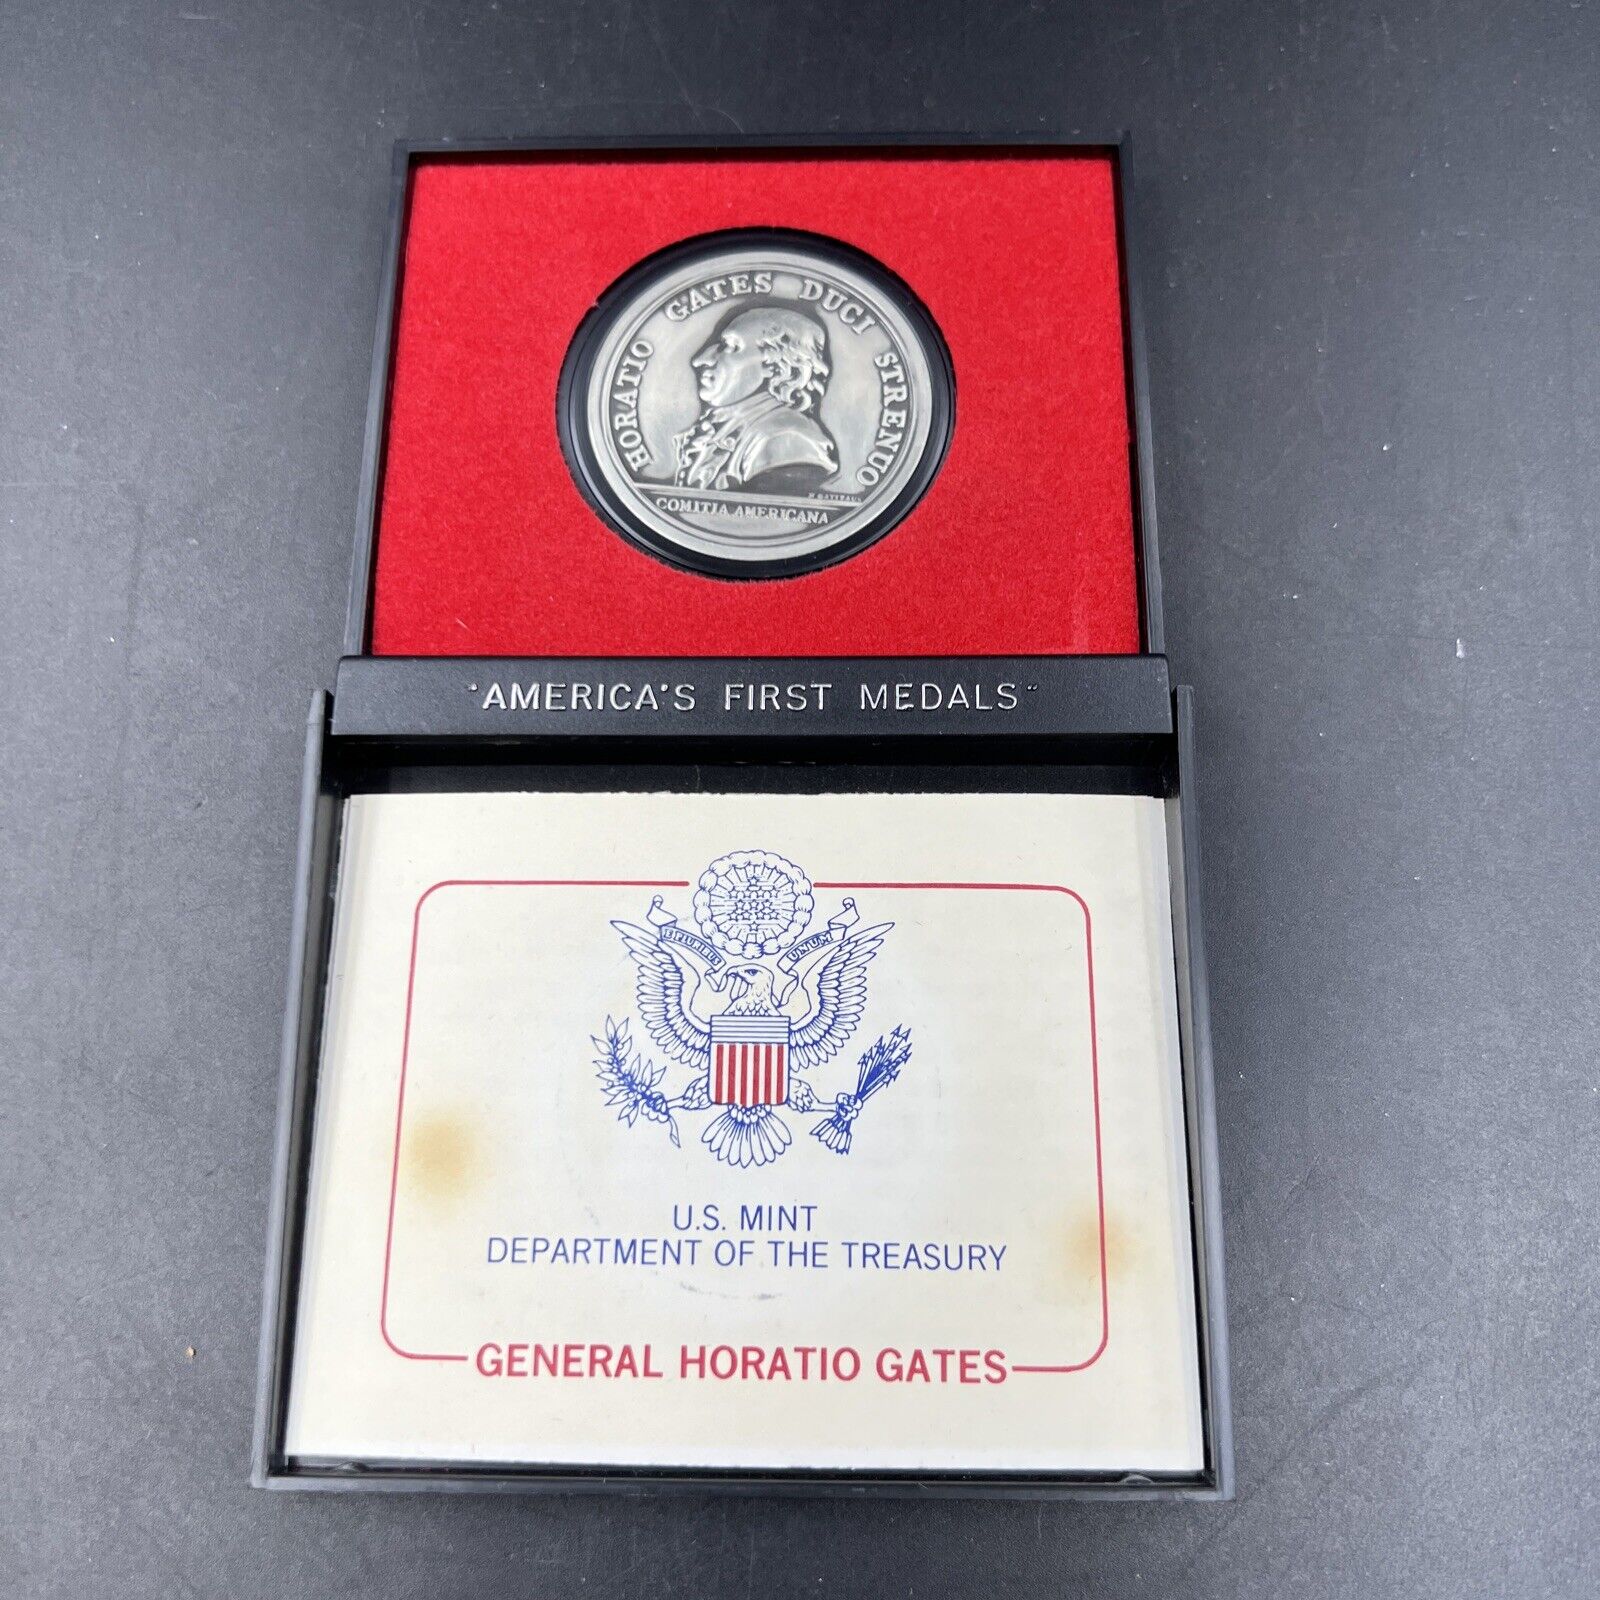 HORATIO GATES DUCI STRENUO
COMITIA AMERICANA
"AMERICA'S FIRST MEDALS"
E PLURIBUS UNUM
U.S. MINT
DEPARTMENT OF THE TREASURY
GENERAL HORATIO GATES